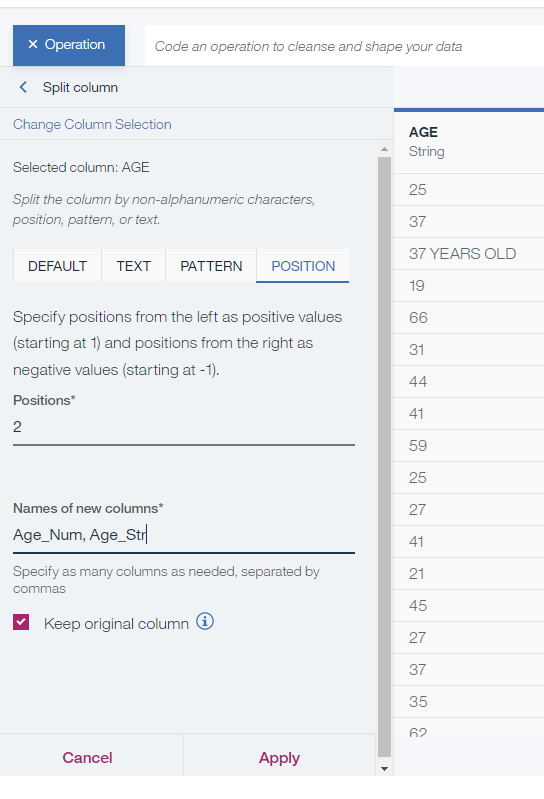 × Operation
Code an operation to cleanse and shape your data
Split column
Change Column Selection
Selected column: AGE
Split the column by non-alphanumeric characters,
position, pattern, or text.
DEFAULT TEXT PATTERN POSITION
Specify positions from the left as positive values
(starting at 1) and positions from the right as
negative values (starting at -1).
Positions*
2
Names of new columns*
Age_Num, Age_Str
Specify as many columns as needed, separated by
commas
Keep original column
Cancel Apply
AGE
String
25
37
37 YEARS OLD
19
66
31
44
41
59
25
27
41
21
45
27
37
35
62